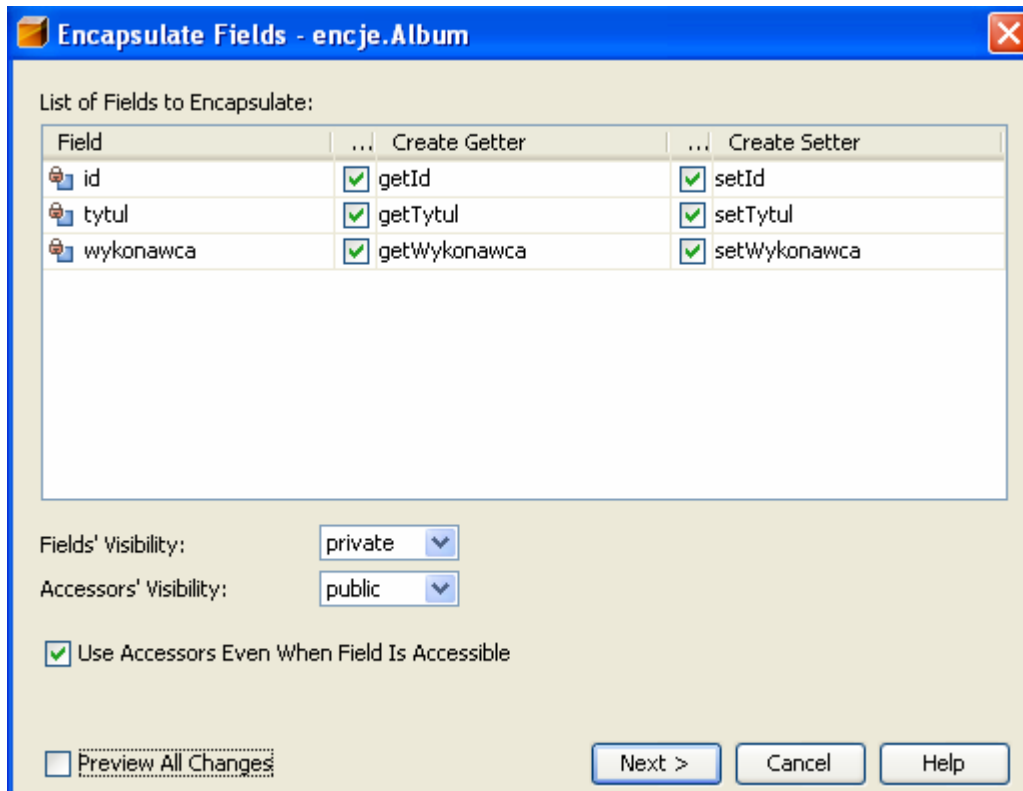 Encapsulate Fields - encje.Album
List of Fields to Encapsulate:
Field ... Create Getter ... Create Setter
id getId setId
tytul getTytul setTytul
wykonawca getWykonawca setWykonawca
Fields' Visibility: private
Accessors' Visibility: public
Use Accessors Even When Field Is Accessible
Preview All Changes Next > Cancel Help